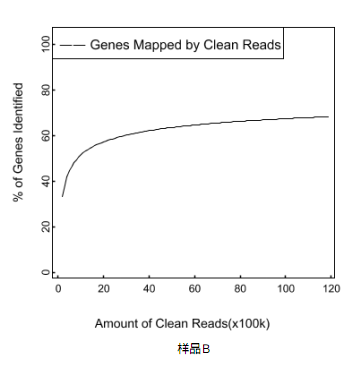 Genes Mapped by Clean Reads
% of Genes Identified
100
80
60
40
20
0
0 20 40 60 80 100 120
Amount of Clean Reads(x100k)
样品B